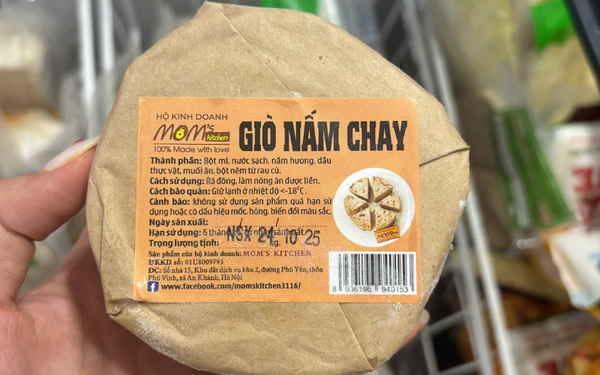 HỘ KINH DOANH
MOM's
kitchen
100% Made with love
GIÒ NẤM CHAY
Thành phần: Bột mì, nước sạch, nấm hương, dầu
thực vật, muối ăn, bột nêm từ rau củ.
Cách sử dụng: Rã đông, làm nóng ăn được liền.
Cách bảo quản: Giữ lạnh ở nhiệt độ <-18°C.
Cảnh báo: không sử dụng sản phẩm quá hạn sử
dụng hoặc có dấu hiệu mốc, hỏng, biến đổi màu sắc.
Ngày sản xuất: / /
Hạn sử dụng: 6 tháng
NSX 24 10 25
Trọng lượng tịnh:
Sản phẩm của hộ kinh doanh: MOM'S KITCHEN
ĐKKD số: 01U8009793
ĐC: Số nhà 15, Khu đất dịch vụ khu 2, đường Phú Yên, thôn
Phú Vinh, xã An Khánh, Hà Nội
www.facebook.com/momskitchen3116/
8 936196 940153